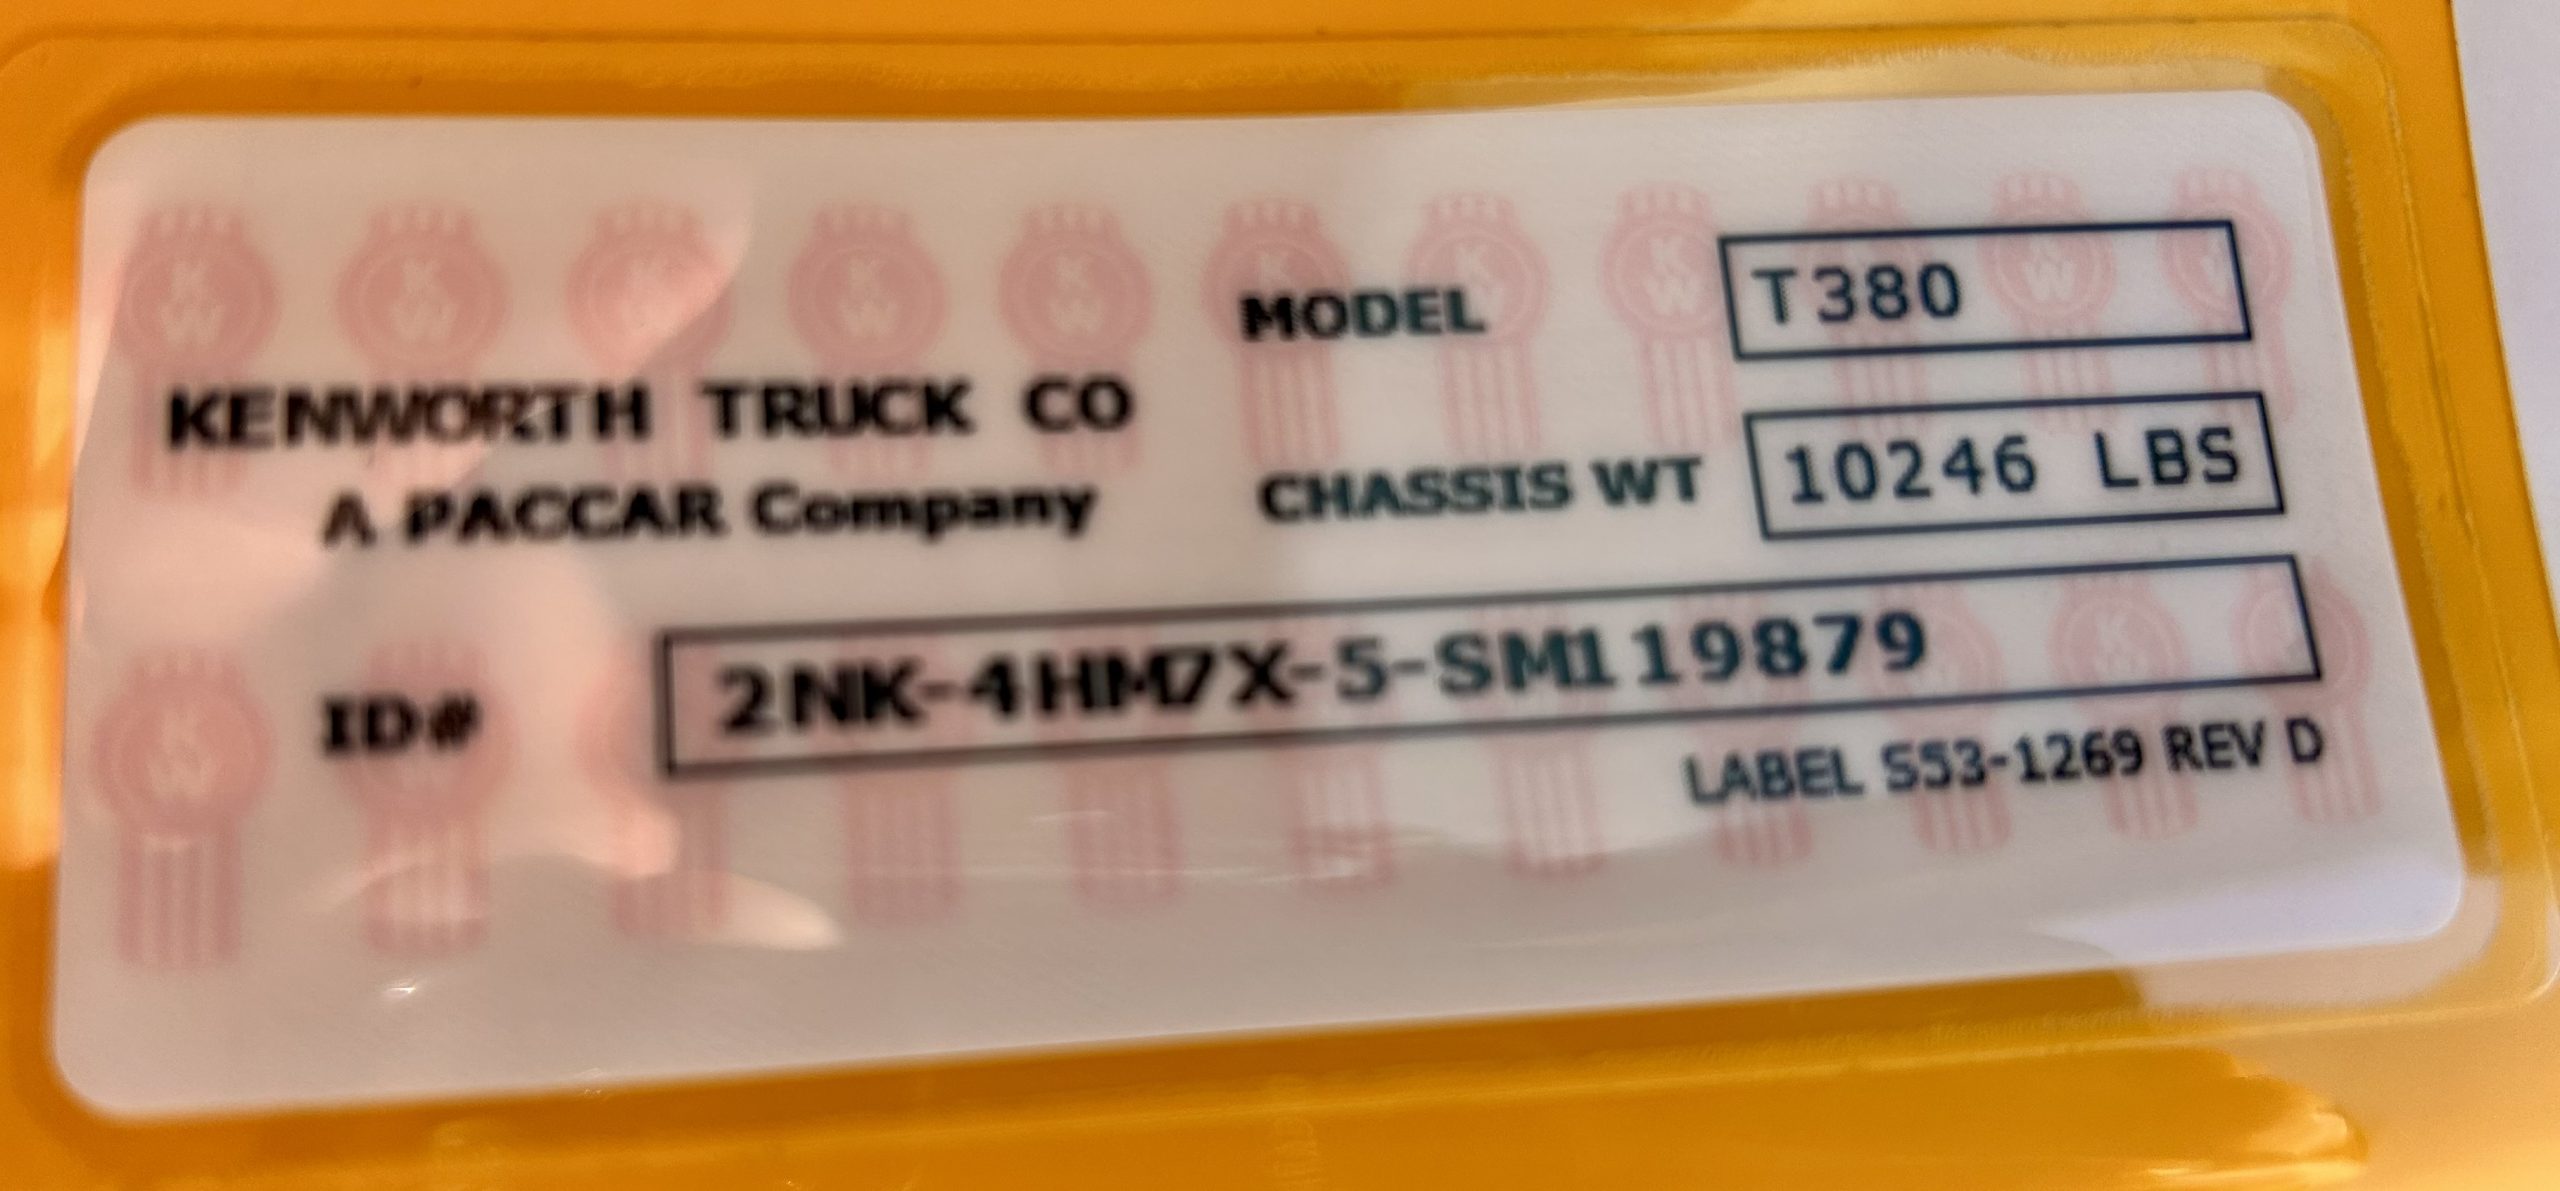 MODEL T380
KENWORTH TRUCK CO
A PACCAR Company
CHASSIS WT 10246 LBS
ID# 2NK-4HM7X-5-SM119879
LABEL S53-1269 REV D